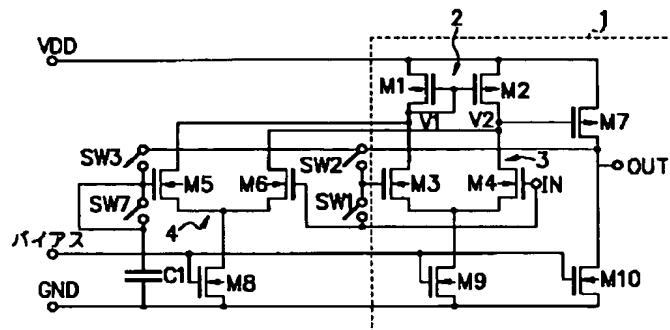 1
2
VDD
M1
M2
V1
V2
M7
SW3
SW2
3
M5
M6
M3
M4
IN
OUT
SW7
SW1
4
バイアス
C1
M8
M9
M10
GND